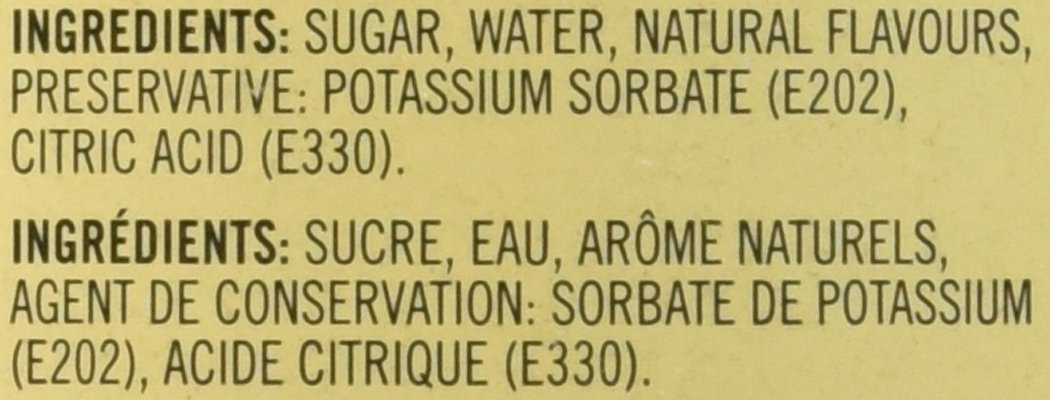 INGREDIENTS: SUGAR, WATER, NATURAL FLAVOURS,
PRESERVATIVE: POTASSIUM SORBATE (E202),
CITRIC ACID (E330).
INGRÉDIENTS: SUCRE, EAU, ARÔME NATURELS,
AGENT DE CONSERVATION: SORBATE DE POTASSIUM
(E202), ACIDE CITRIQUE (E330).